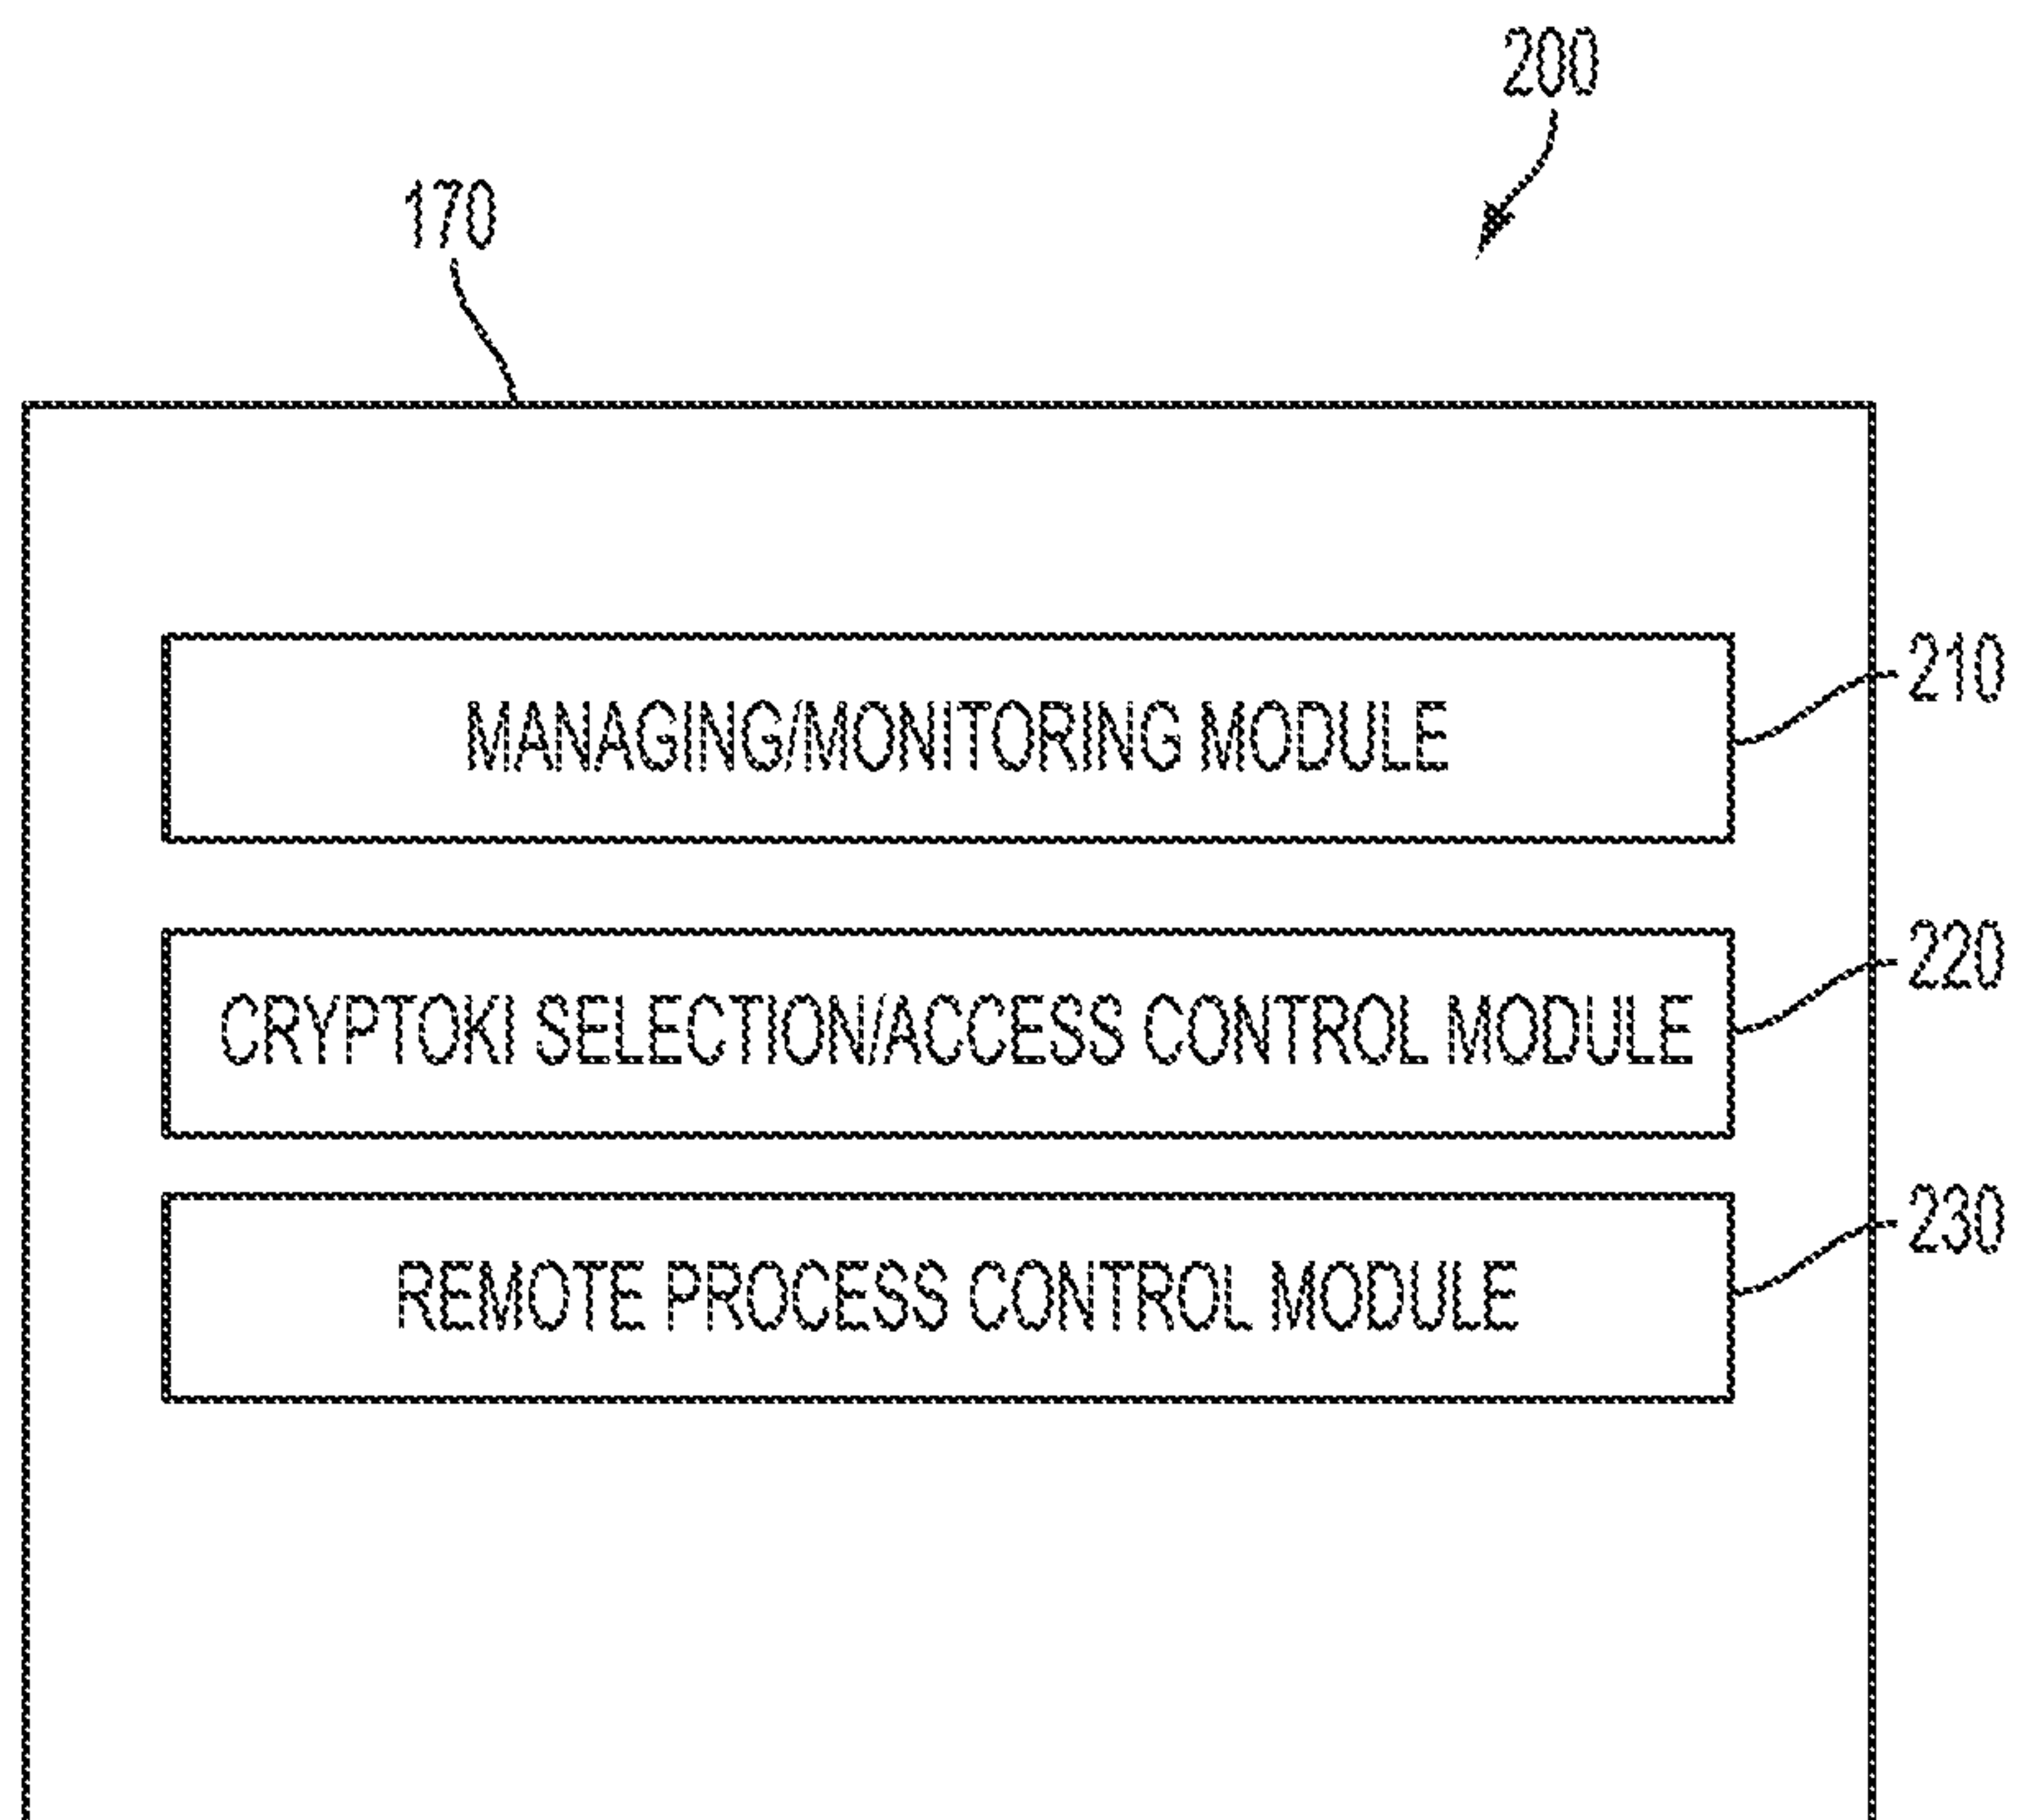 200
170
MANAGING/MONITORING MODULE
210
CRYPTOKI SELECTION/ACCESS CONTROL MODULE
220
REMOTE PROCESS CONTROL MODULE
230